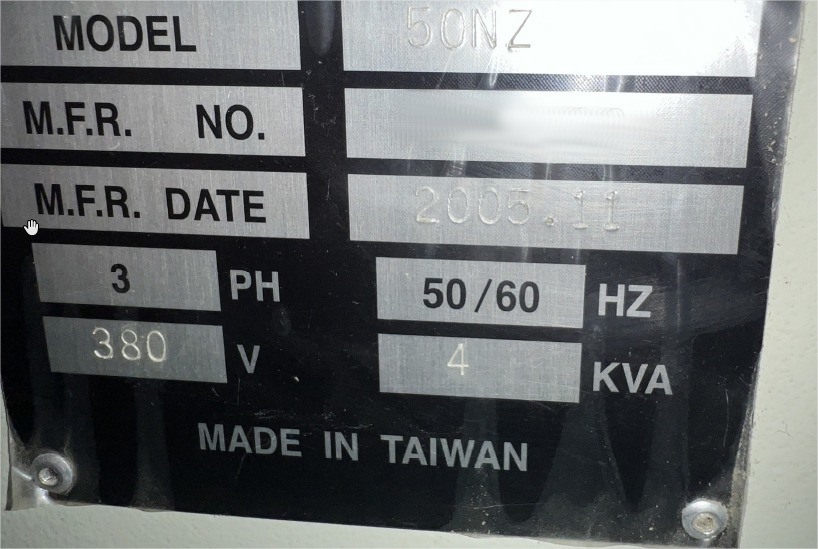 MODEL 50NZ
M.F.R. NO.
M.F.R. DATE 2005.11
3 PH 50/60 HZ
380 V 4 KVA
MADE IN TAIWAN